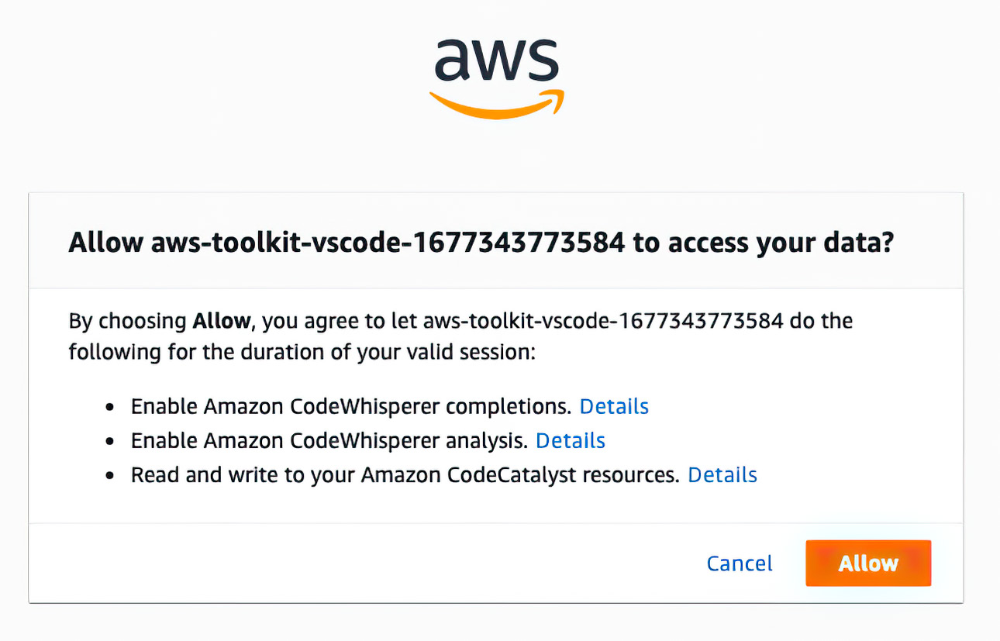 aws
Allow aws-toolkit-vscode-1677343773584 to access your data?
By choosing Allow, you agree to let aws-toolkit-vscode-1677343773584 do the
following for the duration of your valid session:
• Enable Amazon CodeWhisperer completions. Details
• Enable Amazon CodeWhisperer analysis. Details
• Read and write to your Amazon CodeCatalyst resources. Details
Cancel Allow